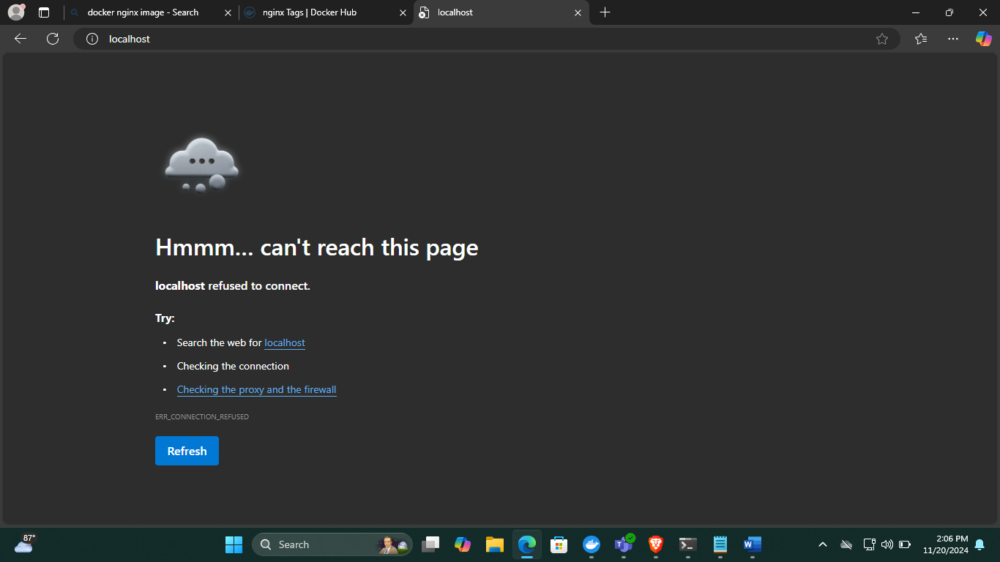 docker nginx image - Search
nginx Tags | Docker Hub
localhost
localhost
Hmmm... can't reach this page
localhost refused to connect.
Try:
• Search the web for localhost
• Checking the connection
• Checking the proxy and the firewall
ERR_CONNECTION_REFUSED
Refresh
87°
Search
2:06 PM
11/20/2024